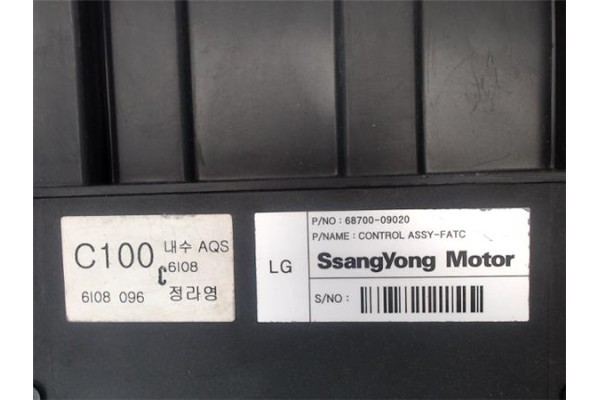 C100 내수 AQS
6I08
C
6I08 096 정라영
LG
P/NO : 68700-09020
P/NAME : CONTROL ASSY-FATC
SsangYong Motor
S/NO :